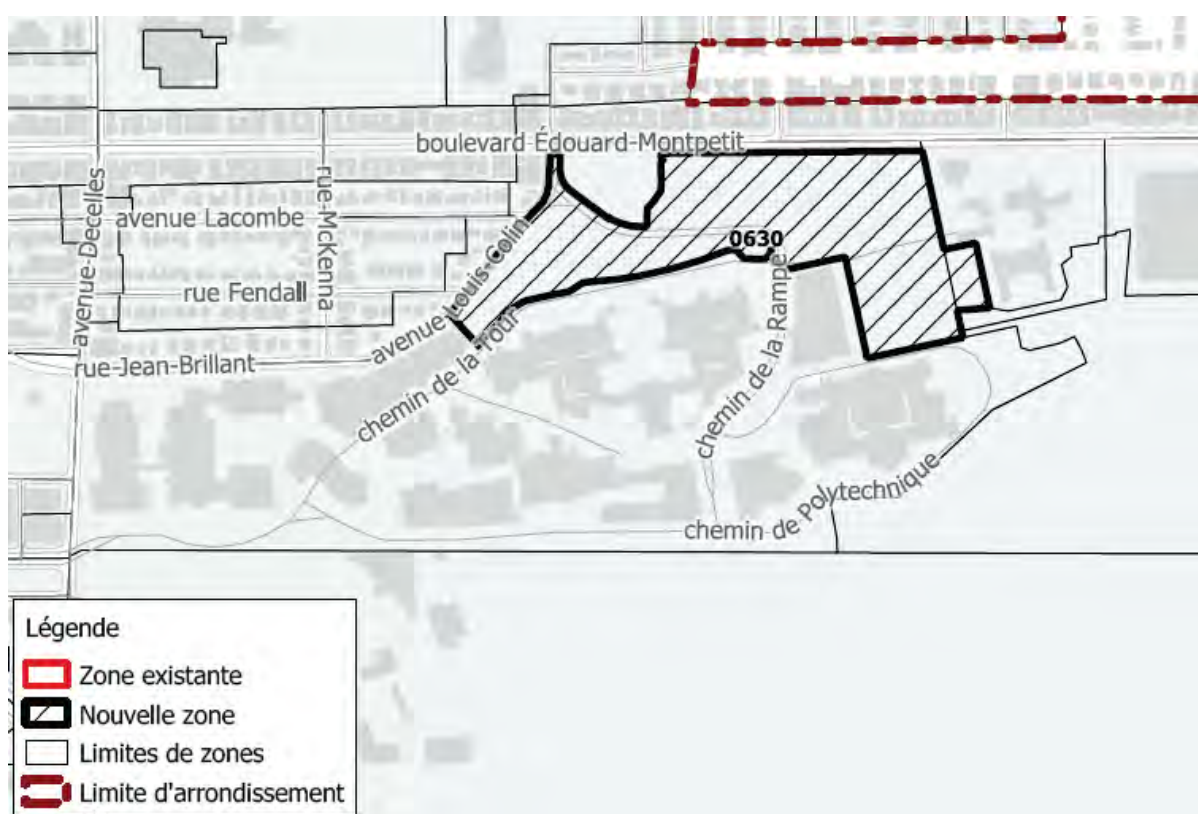 boulevard Édouard-Montpetit
avenue-Decelles
rue-McKenna
avenue Lacombe
avenue Louis-Colin
0630
rue Fendall
chemin de la Rampe
rue-Jean-Brillant
chemin de la Tour
chemin de Polytechnique
Légende
Zone existante
Nouvelle zone
Limites de zones
Limite d'arrondissement